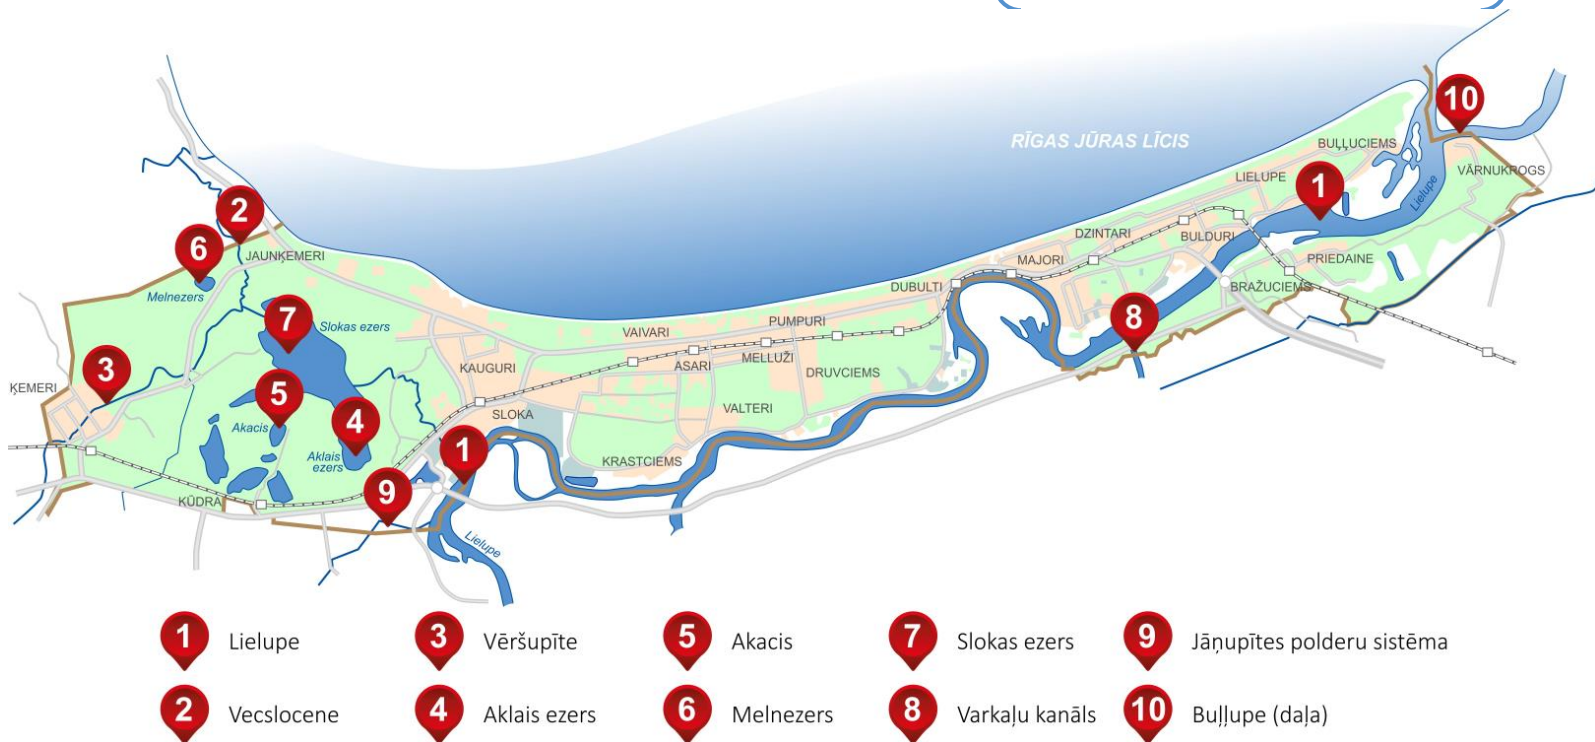 10
RĪGAS JŪRAS LĪCIS
BUĻĻUCIEMS
VĀRNUKROGS
LIELUPE
1
Lielupe
2
DZINTARI
BULDURI
6
JAUNĶEMERI
MAJORI
PRIEDAINE
Melnezers
DUBULTI
BRAŽUCIEMS
7
Slokas ezers
VAIVARI
PUMPURI
8
3
KAUGURI
ASARI
MELLUŽI
DRUVCIEMS
ĶEMERI
5
SLOKA
VALTERI
Akacis
4
Aklais
ezers
1
KRASTCIEMS
9
KŪDRA
Lielupe
1 Lielupe
3 Vēršupīte
5 Akacis
7 Slokas ezers
9 Jāņupītes polderu sistēma
2 Vecslocene
4 Aklais ezers
6 Melnezers
8 Varkaļu kanāls
10 Buļļupe (daļa)